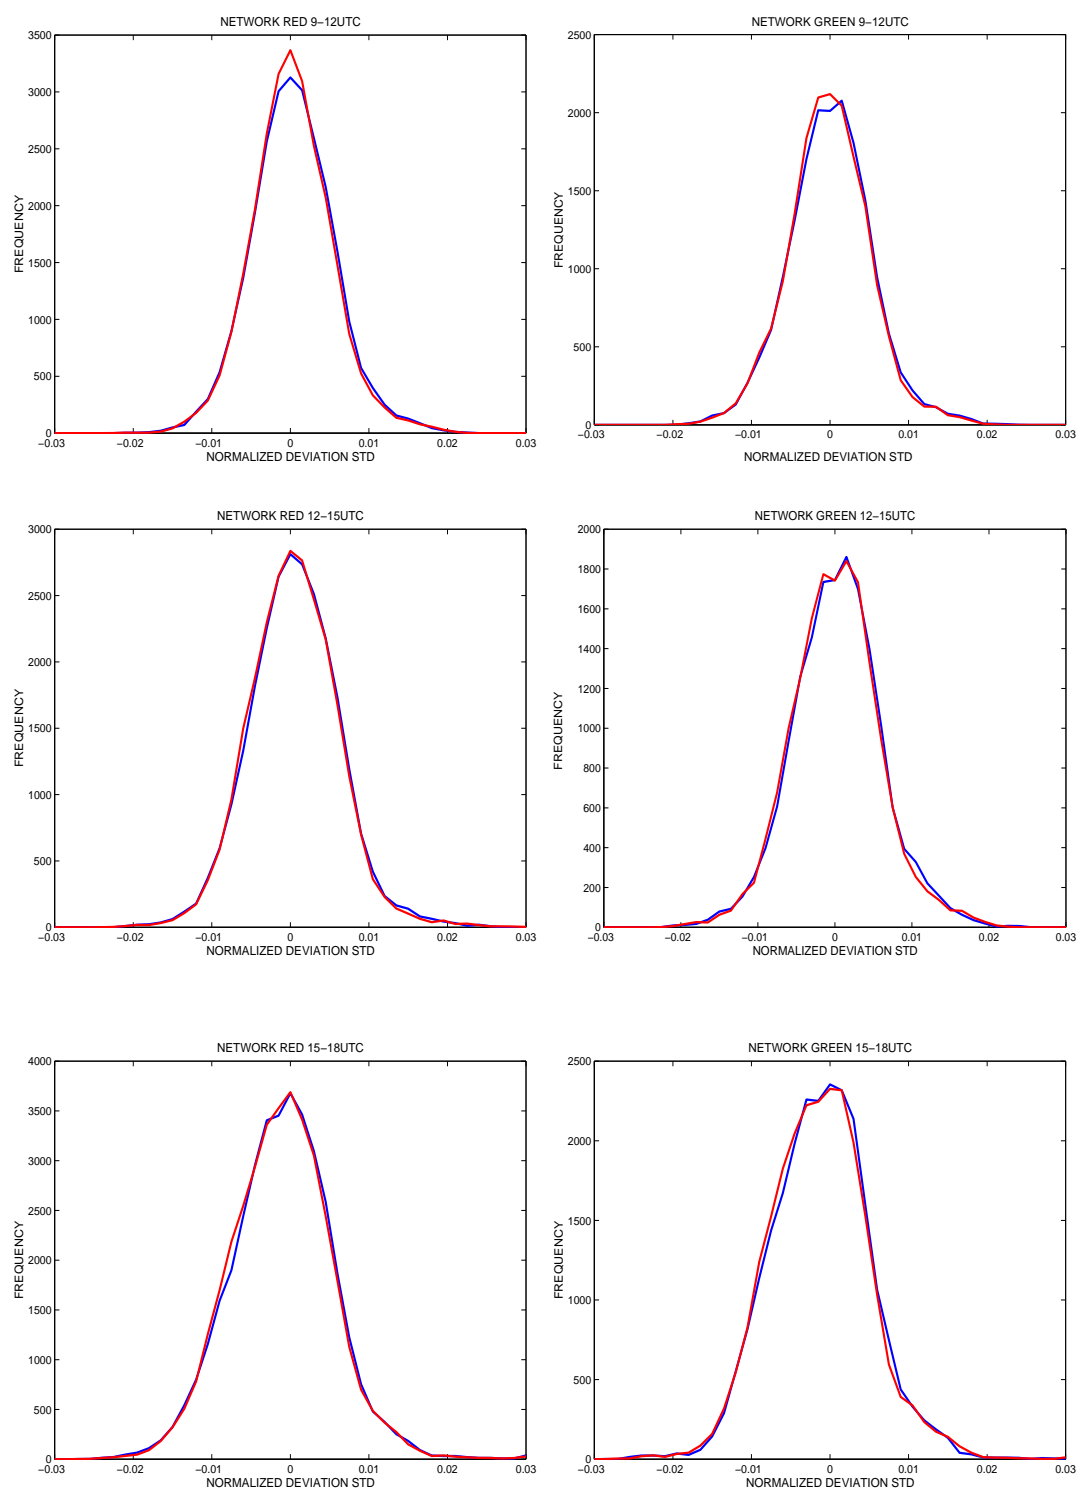 NETWORK RED 9–12UTC
3500
3000
2500
2000
1500
1000
500
0
FREQUENCY
−0.03 −0.02 −0.01 0 0.01 0.02 0.03
NORMALIZED DEVIATION STD
NETWORK GREEN 9–12UTC
2500
2000
1500
1000
500
0
FREQUENCY
−0.03 −0.02 −0.01 0 0.01 0.02 0.03
NORMALIZED DEVIATION STD
NETWORK RED 12–15UTC
3000
2500
2000
1500
1000
500
0
FREQUENCY
−0.03 −0.02 −0.01 0 0.01 0.02 0.03
NORMALIZED DEVIATION STD
NETWORK GREEN 12–15UTC
2000
1800
1600
1400
1200
1000
800
600
400
200
0
FREQUENCY
−0.03 −0.02 −0.01 0 0.01 0.02 0.03
NORMALIZED DEVIATION STD
NETWORK RED 15–18UTC
4000
3500
3000
2500
2000
1500
1000
500
0
FREQUENCY
−0.03 −0.02 −0.01 0 0.01 0.02 0.03
NORMALIZED DEVIATION STD
NETWORK GREEN 15–18UTC
2500
2000
1500
1000
500
0
FREQUENCY
−0.03 −0.02 −0.01 0 0.01 0.02 0.03
NORMALIZED DEVIATION STD